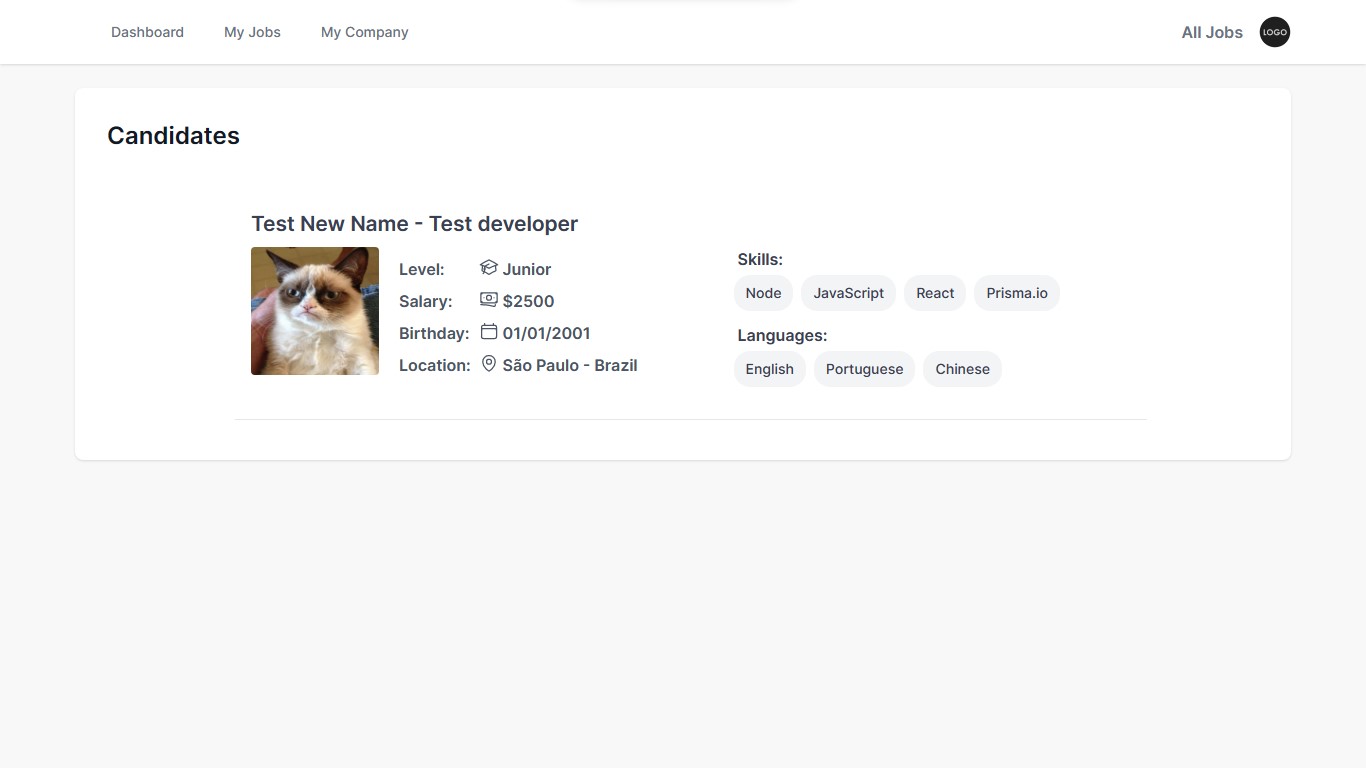 Dashboard My Jobs My Company All Jobs LOGO
Candidates
Test New Name - Test developer
Level: Junior
Salary: $2500
Birthday: 01/01/2001
Location: São Paulo - Brazil
Skills:
Node JavaScript React Prisma.io
Languages:
English Portuguese Chinese